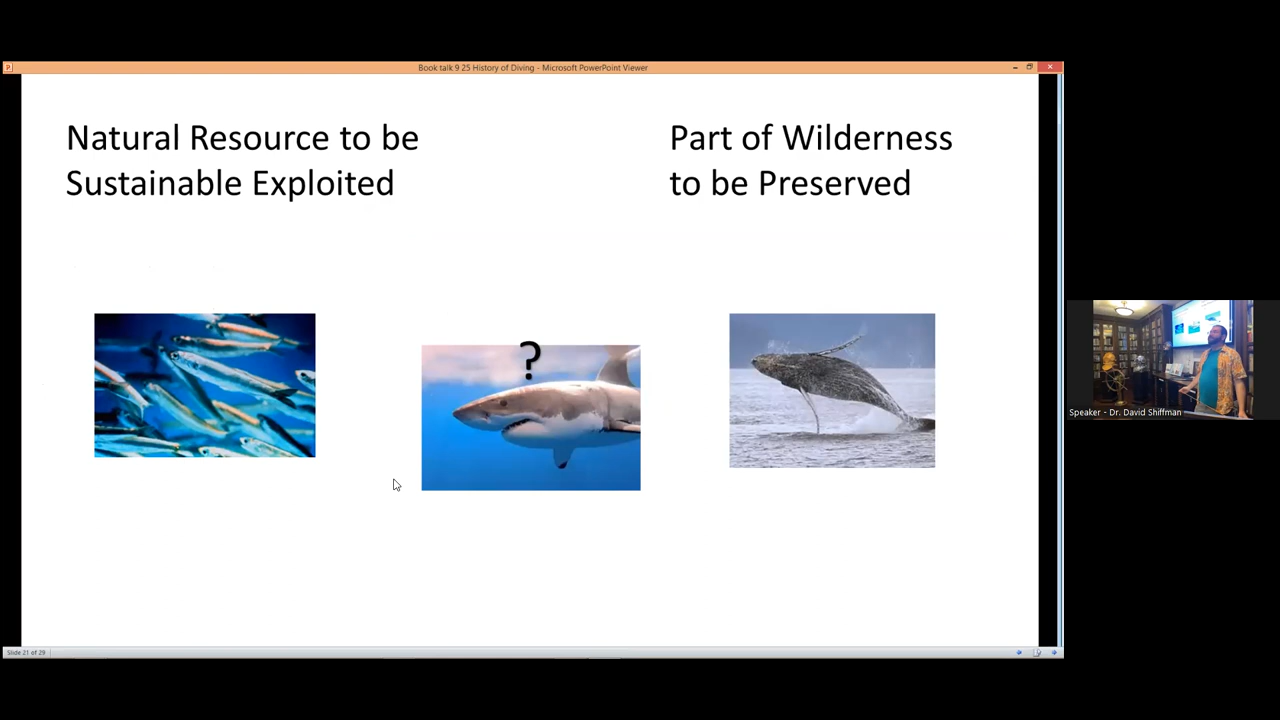 Book talk 9 25 History of Diving - Microsoft PowerPoint Viewer
Natural Resource to be
Sustainable Exploited
Part of Wilderness
to be Preserved
?
Speaker - Dr. David Shiffman
Slide 21 of 29